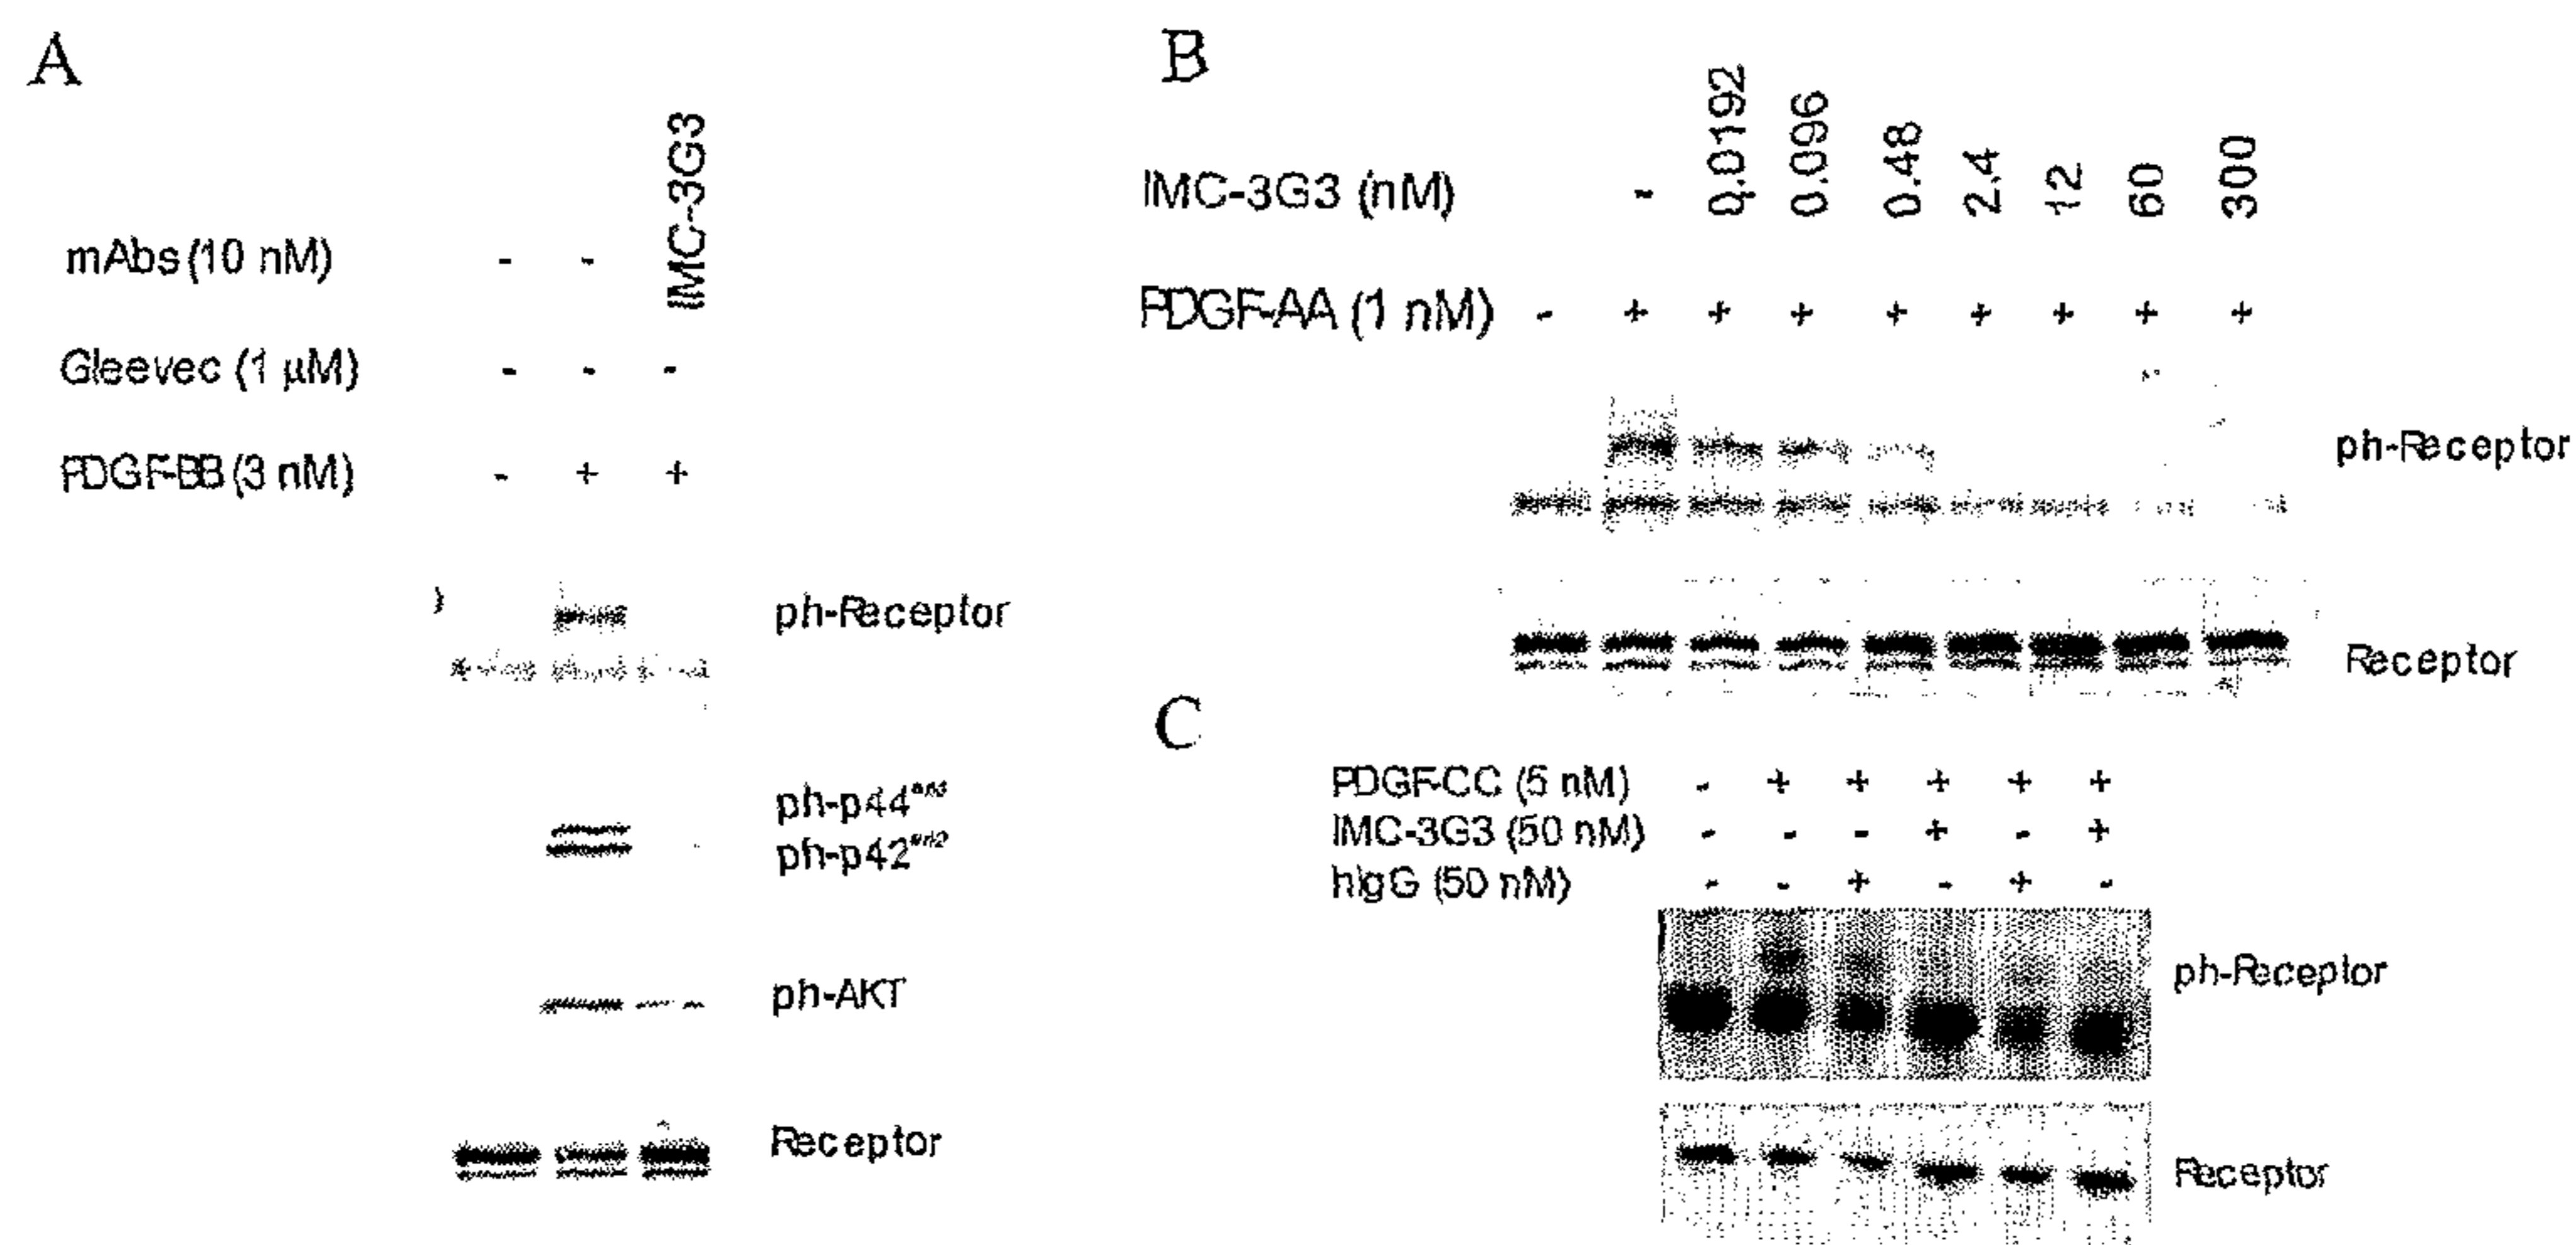 A
IMC-3G3
mAbs (10 nM) - -
Gleevec (1 μM) - - -
PDGF-BB (3 nM) - + +
ph-Receptor
ph-p44
ph-p42
ph-AKT
Receptor
B
IMC-3G3 (nM) - 0.0192 0.096 0.48 2.4 12 60 300
PDGF-AA (1 nM) - + + + + + + + +
ph-Receptor
Receptor
C
PDGF-CC (5 nM) - + + + + +
IMC-3G3 (50 nM) - - - + - +
hIgG (50 nM) - - + - + -
ph-Receptor
Receptor